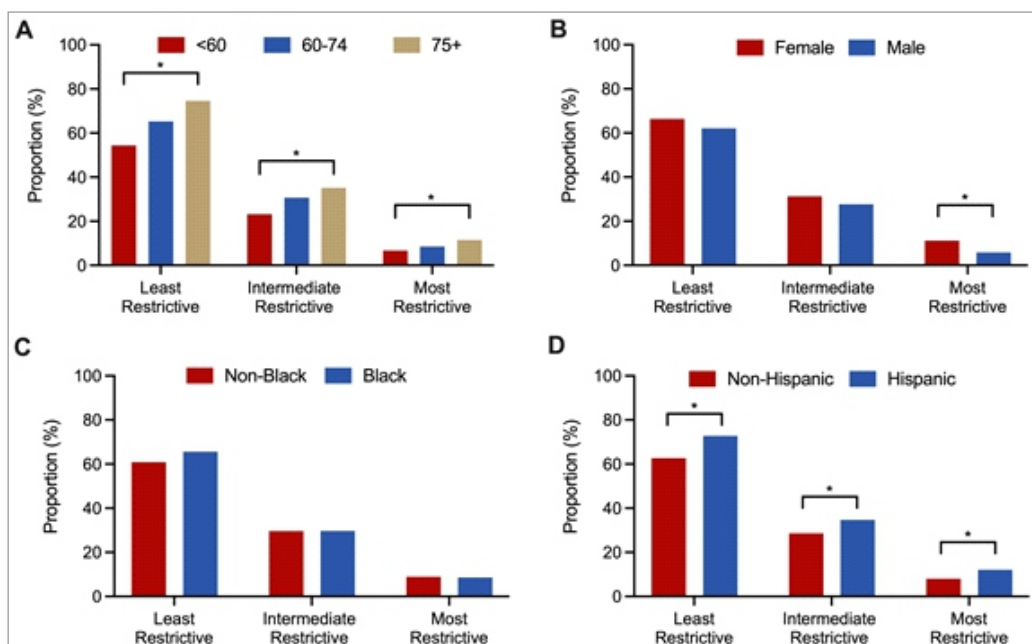 A
<60 60-74 75+
Proportion (%)
100
80
60
40
20
0
*
*
*
Least Restrictive
Intermediate Restrictive
Most Restrictive
B
Female Male
Proportion (%)
100
80
60
40
20
0
*
Least Restrictive
Intermediate Restrictive
Most Restrictive
C
Non-Black Black
Proportion (%)
100
80
60
40
20
0
Least Restrictive
Intermediate Restrictive
Most Restrictive
D
Non-Hispanic Hispanic
Proportion (%)
100
80
60
40
20
0
*
*
*
Least Restrictive
Intermediate Restrictive
Most Restrictive